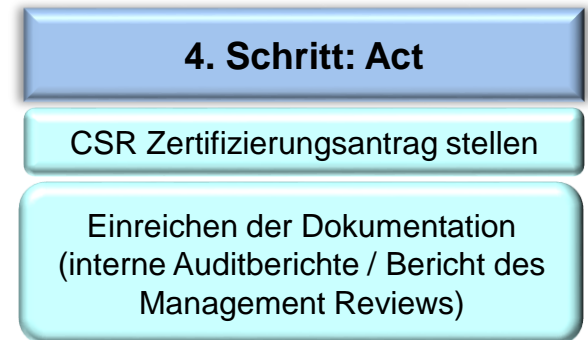 4. Schritt: Act
CSR Zertifizierungsantrag stellen
Einreichen der Dokumentation
(interne Auditberichte / Bericht des
Management Reviews)